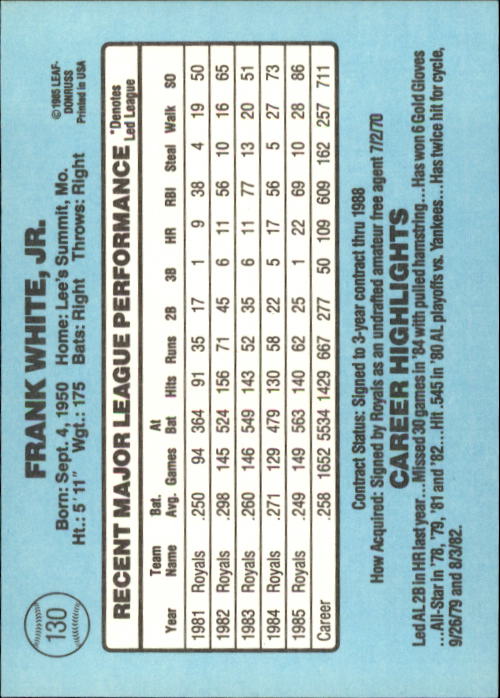 130
FRANK WHITE, JR.
©1986 LEAF-
DONRUSS
Printed in USA
Born: Sept. 4, 1950 Home: Lee's Summit, Mo.
Ht.: 5'11" Wgt.: 175 Bats: Right Throws: Right
RECENT MAJOR LEAGUE PERFORMANCE *Denotes
Led League
Year Team Name Bat. Avg. Games At Bat Hits Runs 2B 3B HR RBI Steal Walk SO
1981 Royals .250 94 364 91 35 17 1 9 38 4 19 50
1982 Royals .298 145 524 156 71 45 6 11 56 10 16 65
1983 Royals .260 146 549 143 52 35 6 11 77 13 20 51
1984 Royals .271 129 479 130 58 22 5 17 56 5 27 73
1985 Royals .249 149 563 140 62 25 1 22 69 10 28 86
Career .258 1652 5534 1429 667 277 50 109 609 162 257 711
Contract Status: Signed to 3-year contract thru 1988
How Acquired: Signed by Royals as an undrafted amateur free agent 7/2/70
CAREER HIGHLIGHTS
Led AL 2B in HR last year...Missed 30 games in '84 with pulled hamstring...Has won 6 Gold Gloves
...All-Star in '78, '79, '81 and '82...Hit .545 in '80 AL playoffs vs. Yankees...Has twice hit for cycle,
9/26/79 and 8/3/82.